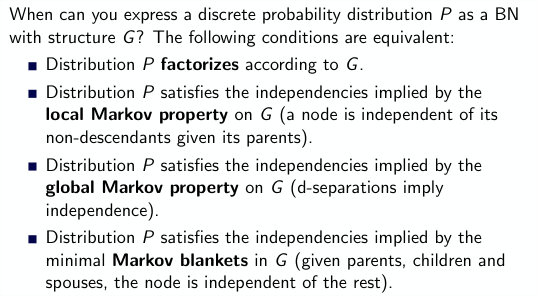 When can you express a discrete probability distribution P as a BN
with structure G? The following conditions are equivalent:
■ Distribution P factorizes according to G.
■ Distribution P satisfies the independencies implied by the
local Markov property on G (a node is independent of its
non-descendants given its parents).
■ Distribution P satisfies the independencies implied by the
global Markov property on G (d-separations imply
independence).
■ Distribution P satisfies the independencies implied by the
minimal Markov blankets in G (given parents, children and
spouses, the node is independent of the rest).